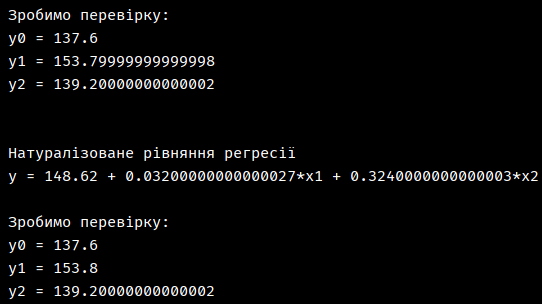 Зробимо перевірку:
y0 = 137.6
y1 = 153.79999999999998
y2 = 139.20000000000002
Натуралізоване рівняння регресії
y = 148.62 + 0.03200000000000027*x1 + 0.3240000000000003*x2
Зробимо перевірку:
y0 = 137.6
y1 = 153.8
y2 = 139.20000000000002